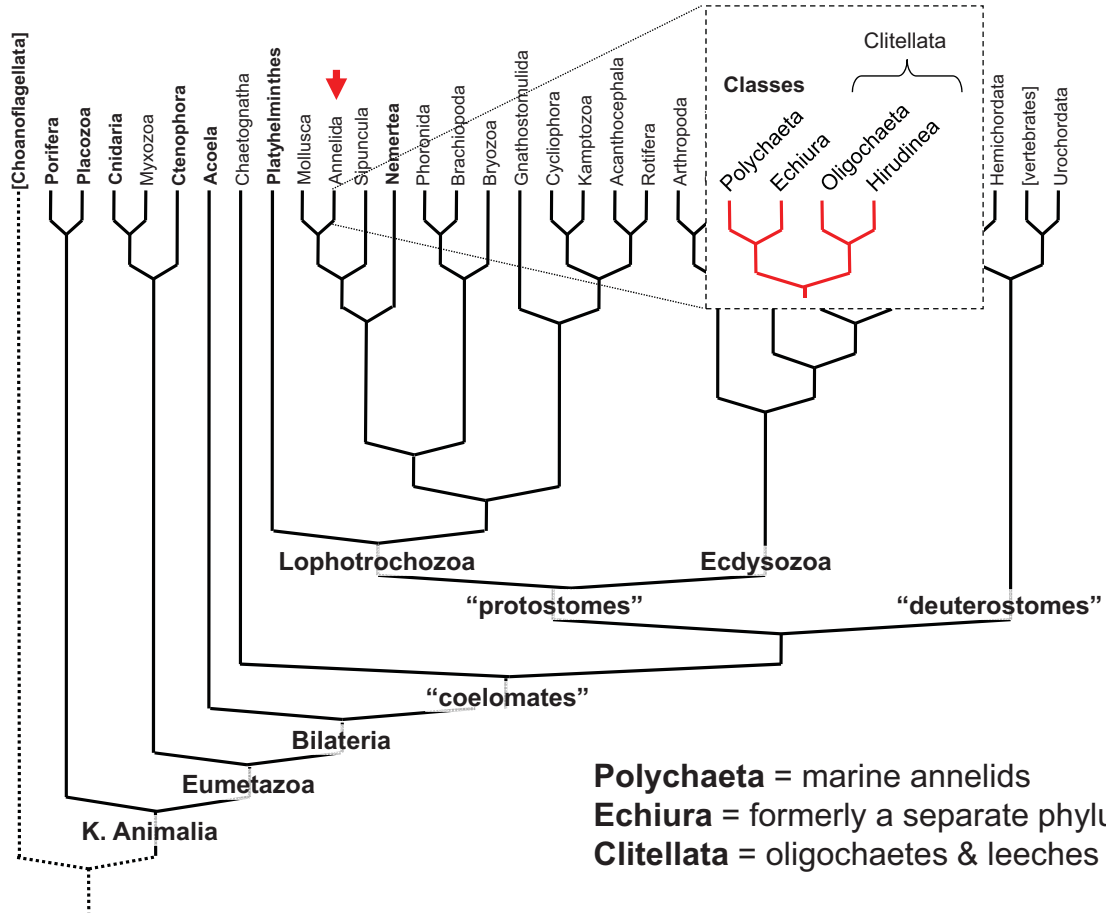 Clitellata
Classes
Polychaeta
Echiura
Oligochaeta
Hirudinea
[Choanoflagellata]
Porifera
Placozoa
Cnidaria
Myxozoa
Ctenophora
Acoela
Chaetognatha
Platyhelminthes
Mollusca
Annelida
Sipuncula
Nemertea
Phoronida
Brachiopoda
Bryozoa
Gnathostomulida
Cycliophora
Kamptozoa
Acanthocephala
Rotifera
Arthropoda
Hemichordata
[vertebrates]
Urochordata
Lophotrochozoa
Ecdysozoa
“protostomes”
“deuterostomes”
“coelomates”
Bilateria
Eumetazoa
K. Animalia
Polychaeta = marine annelids
Echiura = formerly a separate phylu
Clitellata = oligochaetes & leeches